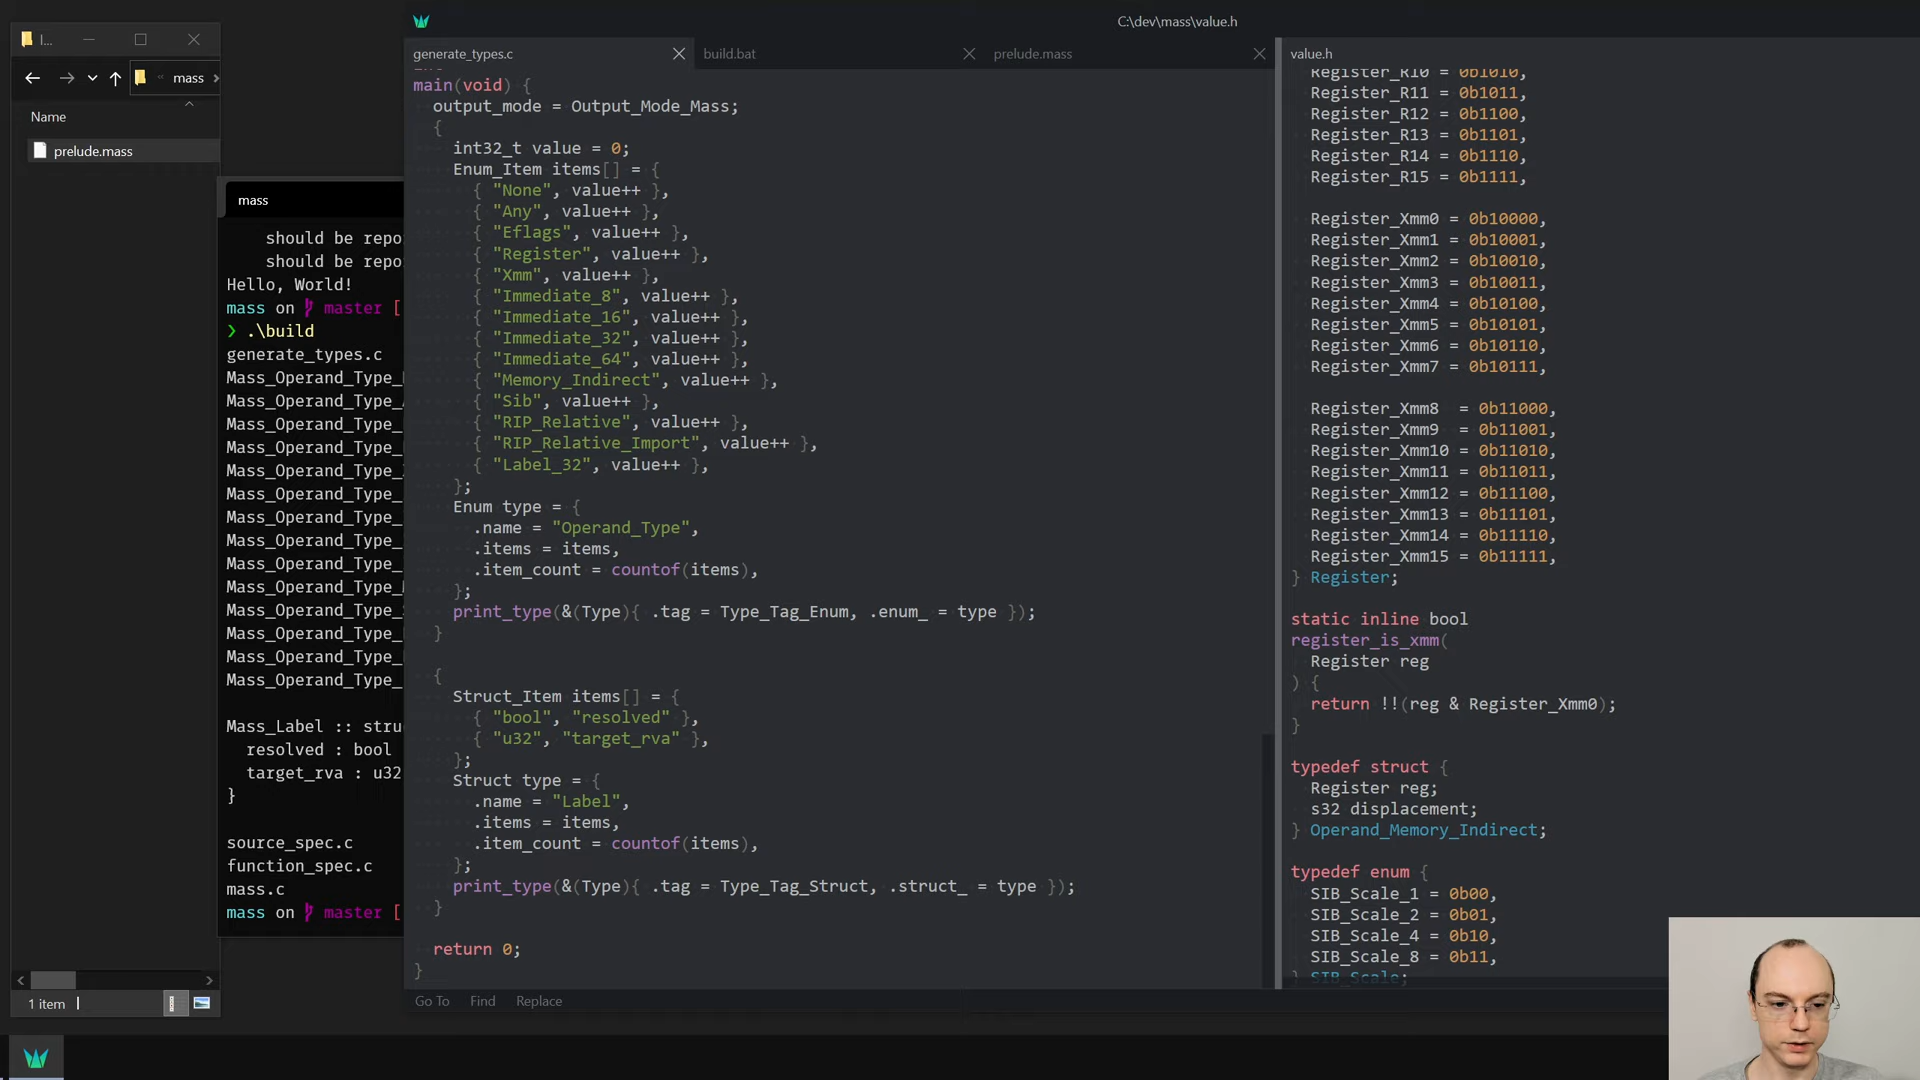 I...
mass
Name
prelude.mass
1 item
mass
should be repo
should be repo
Hello, World!
mass on master [
❯ .\build
generate_types.c
Mass_Operand_Type_
Mass_Operand_Type_
Mass_Operand_Type_
Mass_Operand_Type_
Mass_Operand_Type_
Mass_Operand_Type_
Mass_Operand_Type_
Mass_Operand_Type_
Mass_Operand_Type_
Mass_Operand_Type_
Mass_Operand_Type_
Mass_Operand_Type_
Mass_Operand_Type_
Mass_Operand_Type_
Mass_Label :: stru
resolved : bool
target_rva : u32
}
source_spec.c
function_spec.c
mass.c
mass on master [
C:\dev\mass\value.h
generate_types.c
build.bat
prelude.mass
main(void) {
output_mode = Output_Mode_Mass;
{
int32_t value = 0;
Enum_Item items[] = {
{ "None", value++ },
{ "Any", value++ },
{ "Eflags", value++ },
{ "Register", value++ },
{ "Xmm", value++ },
{ "Immediate_8", value++ },
{ "Immediate_16", value++ },
{ "Immediate_32", value++ },
{ "Immediate_64", value++ },
{ "Memory_Indirect", value++ },
{ "Sib", value++ },
{ "RIP_Relative", value++ },
{ "RIP_Relative_Import", value++ },
{ "Label_32", value++ },
};
Enum type = {
.name = "Operand_Type",
.items = items,
.item_count = countof(items),
};
print_type(&(Type){ .tag = Type_Tag_Enum, .enum_ = type });
}
{
Struct_Item items[] = {
{ "bool", "resolved" },
{ "u32", "target_rva" },
};
Struct type = {
.name = "Label",
.items = items,
.item_count = countof(items),
};
print_type(&(Type){ .tag = Type_Tag_Struct, .struct_ = type });
}
return 0;
}
Go To
Find
Replace
value.h
Register_R10 = 0b1010,
Register_R11 = 0b1011,
Register_R12 = 0b1100,
Register_R13 = 0b1101,
Register_R14 = 0b1110,
Register_R15 = 0b1111,
Register_Xmm0 = 0b10000,
Register_Xmm1 = 0b10001,
Register_Xmm2 = 0b10010,
Register_Xmm3 = 0b10011,
Register_Xmm4 = 0b10100,
Register_Xmm5 = 0b10101,
Register_Xmm6 = 0b10110,
Register_Xmm7 = 0b10111,
Register_Xmm8 = 0b11000,
Register_Xmm9 = 0b11001,
Register_Xmm10 = 0b11010,
Register_Xmm11 = 0b11011,
Register_Xmm12 = 0b11100,
Register_Xmm13 = 0b11101,
Register_Xmm14 = 0b11110,
Register_Xmm15 = 0b11111,
} Register;
static inline bool
register_is_xmm(
Register reg
) {
return !!(reg & Register_Xmm0);
}
typedef struct {
Register reg;
s32 displacement;
} Operand_Memory_Indirect;
typedef enum {
SIB_Scale_1 = 0b00,
SIB_Scale_2 = 0b01,
SIB_Scale_4 = 0b10,
SIB_Scale_8 = 0b11,
} SIB_Scale;